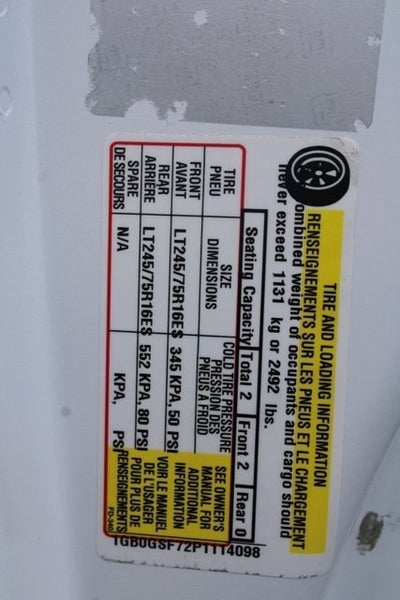 TIRE AND LOADING INFORMATION
RENSEIGNEMENTS SUR LES PNEUS ET LE CHARGEMENT
ombined weight of occupants and cargo should
never exceed 1131 kg or 2492 lbs.
Seating Capacity Total 2 Front 2 Rear 0
TIRE SIZE COLD TIRE PRESSURE
PNEU DIMENSIONS PRESSION DES
PNEUS A FROID
FRONT
AVANT LT245/75R16E$ 345 KPA, 50 PSI
REAR
ARRIÈRE LT245/75R16E$ 552 KPA, 80 PSI
SPARE
DE SECOURS N/A KPA, PSI
SEE OWNER'S
MANUAL FOR
ADDITIONAL
INFORMATION
VOIR LE MANUEL
DE L'USAGER
POUR PLUS DE
RENSEIGNEMENTS
1GB0GSF72P1114098